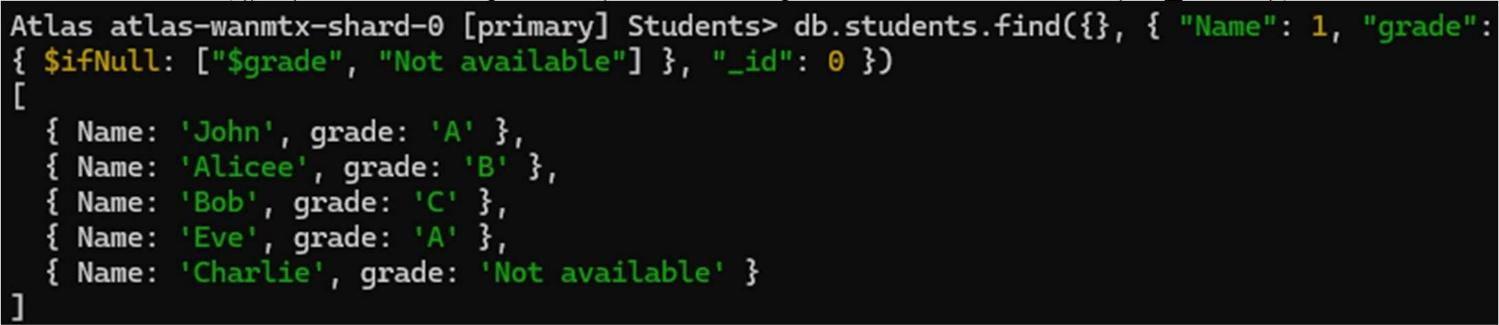 Atlas atlas-wanmtx-shard-0 [primary] Students> db.students.find({}, { "Name": 1, "grade":
{ $ifNull: ["$grade", "Not available"] }, "_id": 0 })
[
  { Name: 'John', grade: 'A' },
  { Name: 'Alicee', grade: 'B' },
  { Name: 'Bob', grade: 'C' },
  { Name: 'Eve', grade: 'A' },
  { Name: 'Charlie', grade: 'Not available' }
]